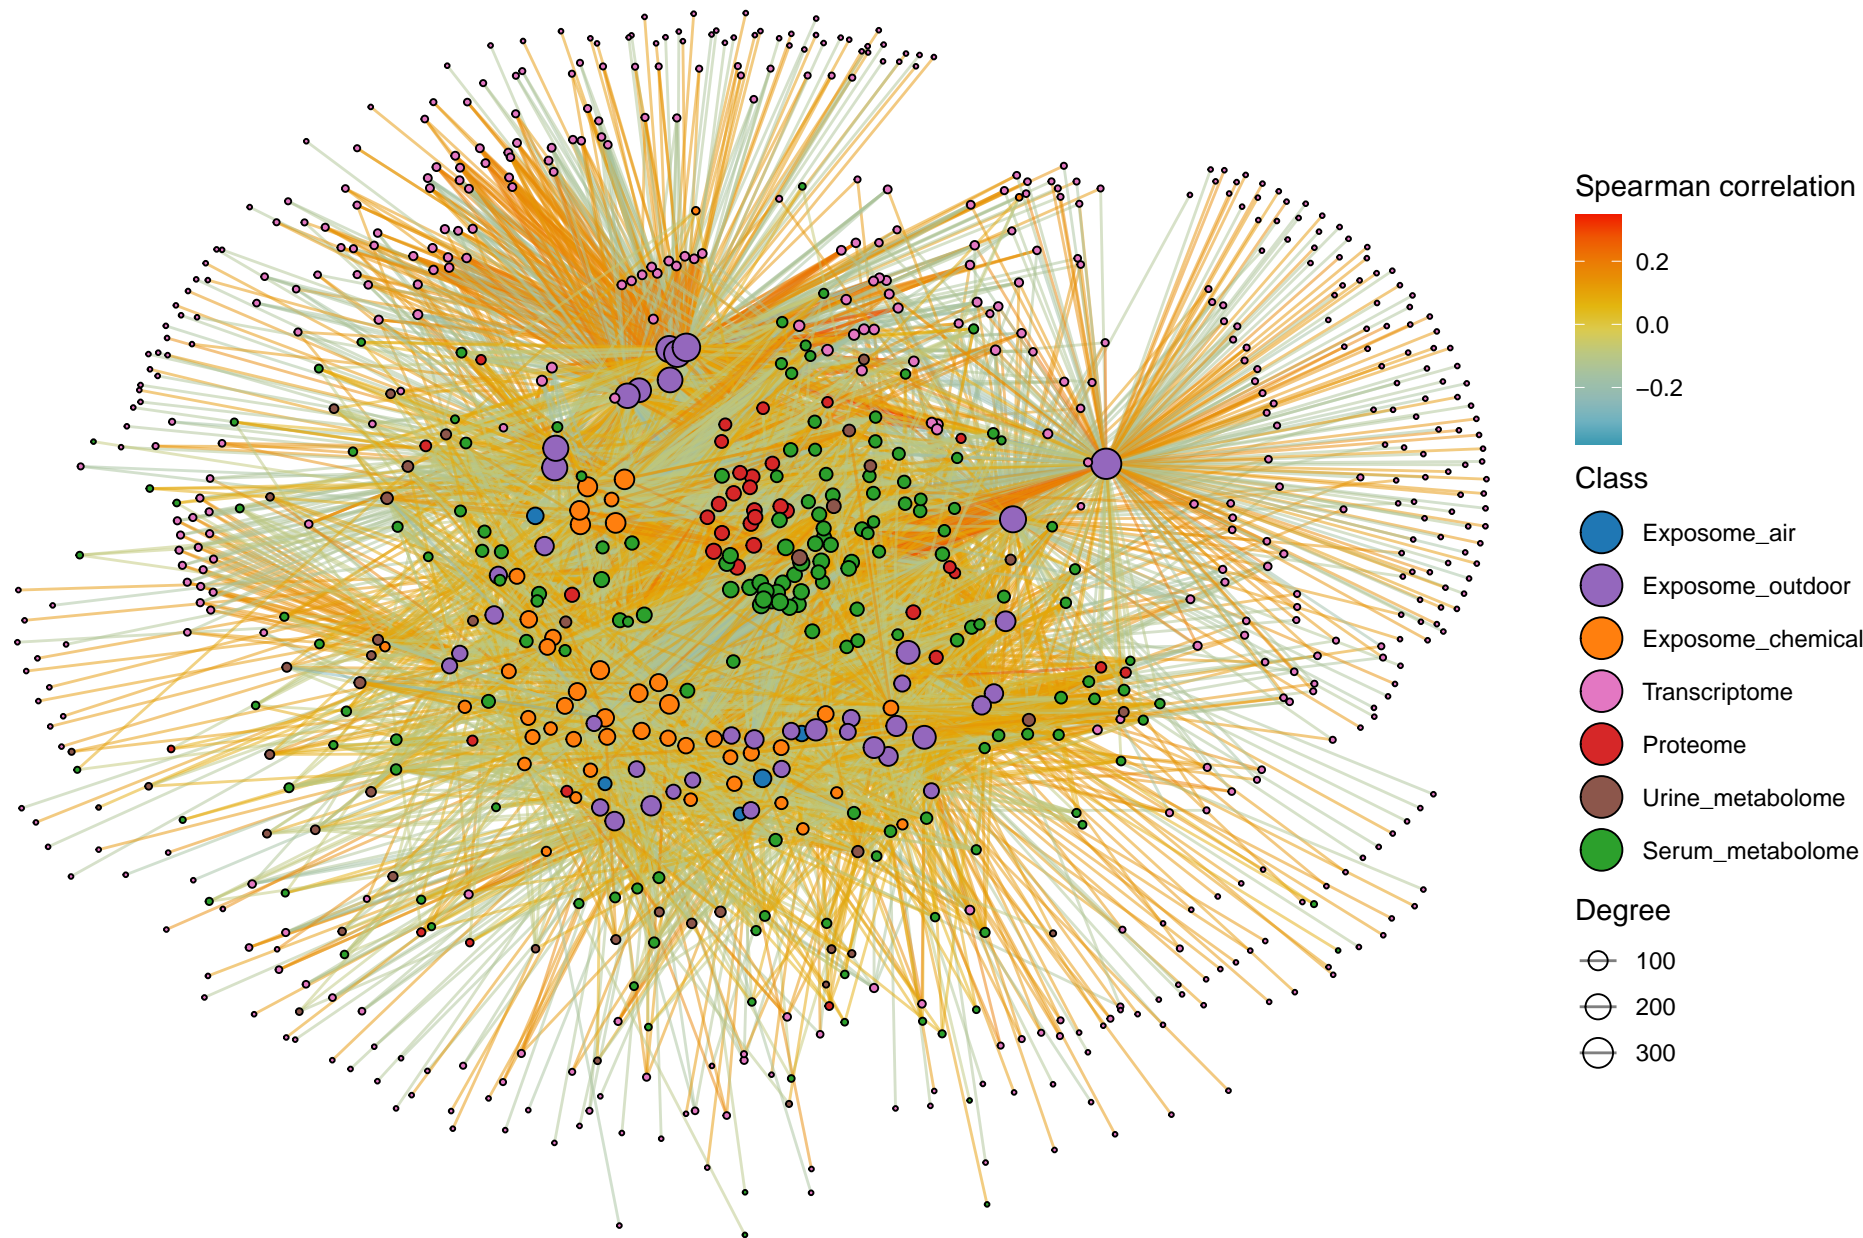 Spearman correlation
0.2
0.0
−0.2
Class
Exposome_air
Exposome_outdoor
Exposome_chemical
Transcriptome
Proteome
Urine_metabolome
Serum_metabolome
Degree
100
200
300